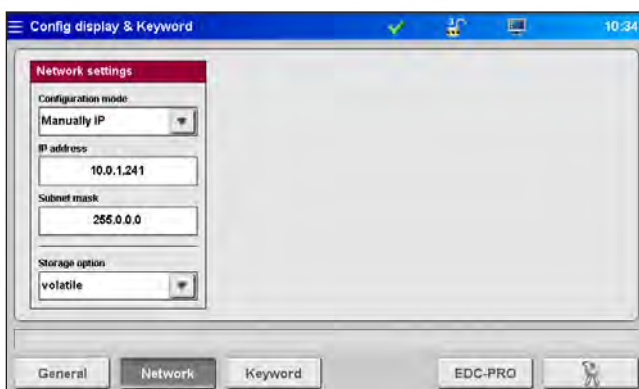 Config display & Keyword
10:34
Network settings
Configuration mode
Manually IP
IP address
10.0.1.241
Subnet mask
255.0.0.0
Storage option
volatile
General
Network
Keyword
EDC-PRO